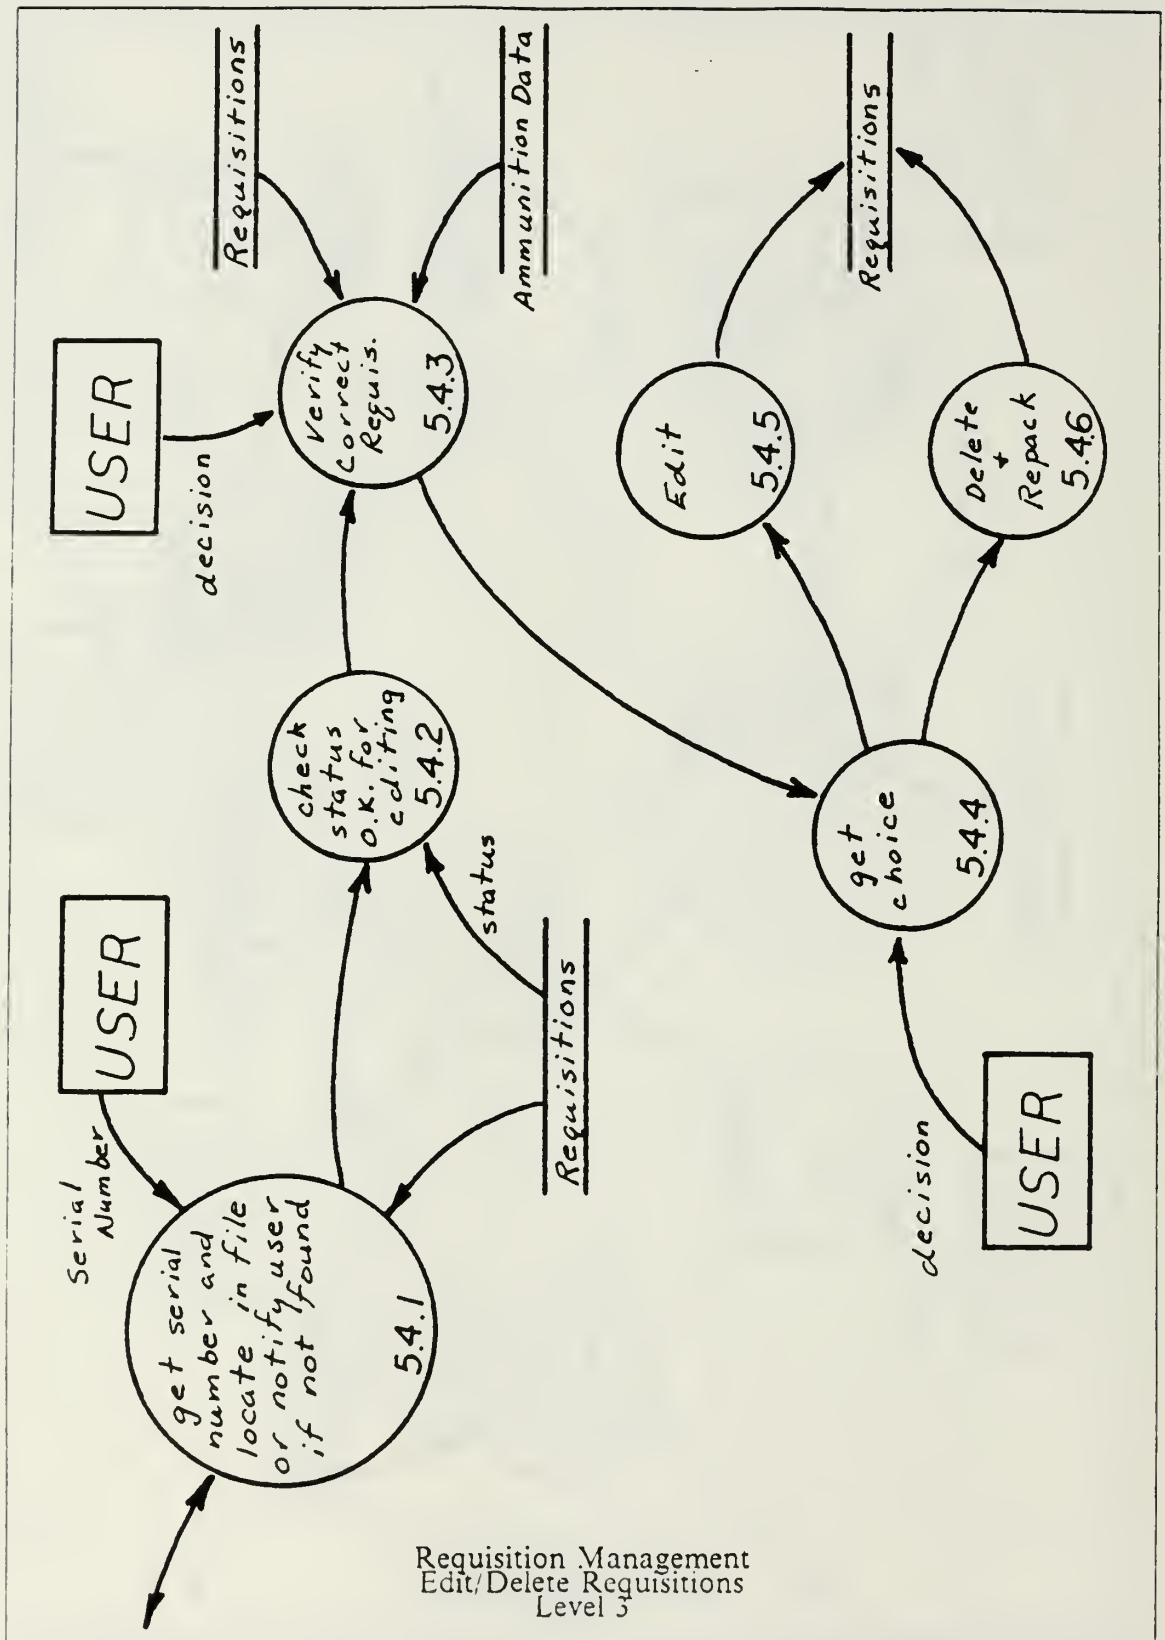 USER
Serial
Number
get serial
number and
locate in file
or notify user
if not found
5.4.1
Requisitions
status
check
status
O.K. for
editing
5.4.2
USER
decision
Verify
Correct
Requis.
5.4.3
Requisitions
Ammunition Data
USER
decision
get
choice
5.4.4
Edit
5.4.5
Delete
+
Repack
5.4.6
Requisitions
Requisition Management
Edit/Delete Requisitions
Level 3